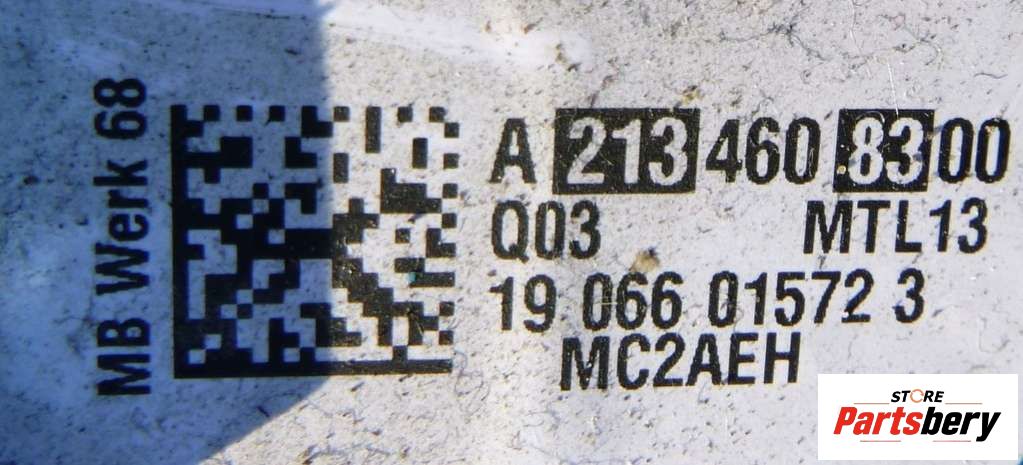 MB Werk 68
A 213 460 83 00
Q03 MTL13
19 066 01572 3
MC2AEH
STORE
Partsbery